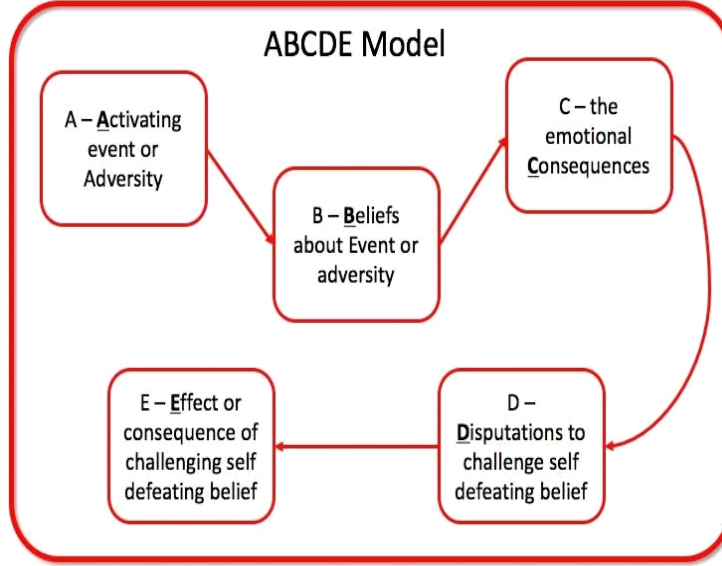 ABCDE Model
A – Activating
event or
Adversity
B – Beliefs
about Event or
adversity
C – the
emotional
Consequences
D –
Disputations to
challenge self
defeating belief
E – Effect or
consequence of
challenging self
defeating belief